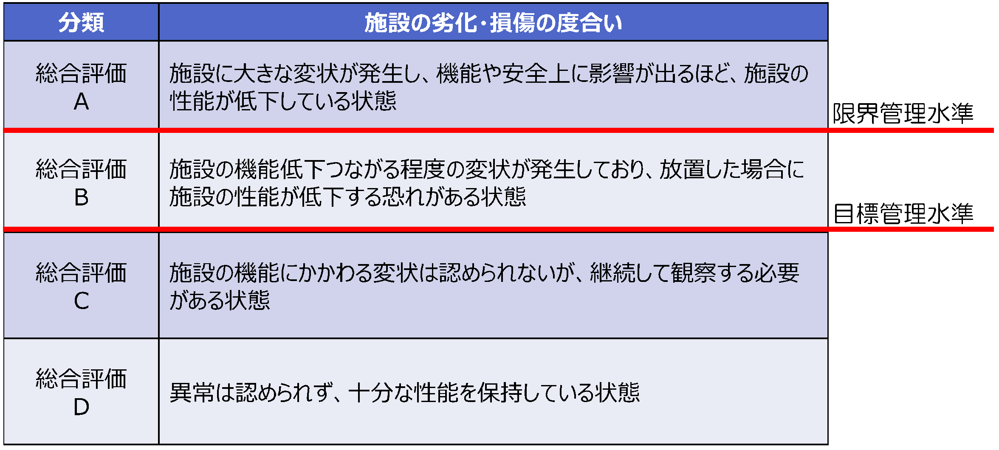 分類
施設の劣化・損傷の度合い
総合評価
A
施設に大きな変状が発生し、機能や安全上に影響が出るほど、施設の
性能が低下している状態
限界管理水準
総合評価
B
施設の機能低下つながる程度の変状が発生しており、放置した場合に
施設の性能が低下する恐れがある状態
目標管理水準
総合評価
C
施設の機能にかかわる変状は認められないが、継続して観察する必要
がある状態
総合評価
D
異常は認められず、十分な性能を保持している状態